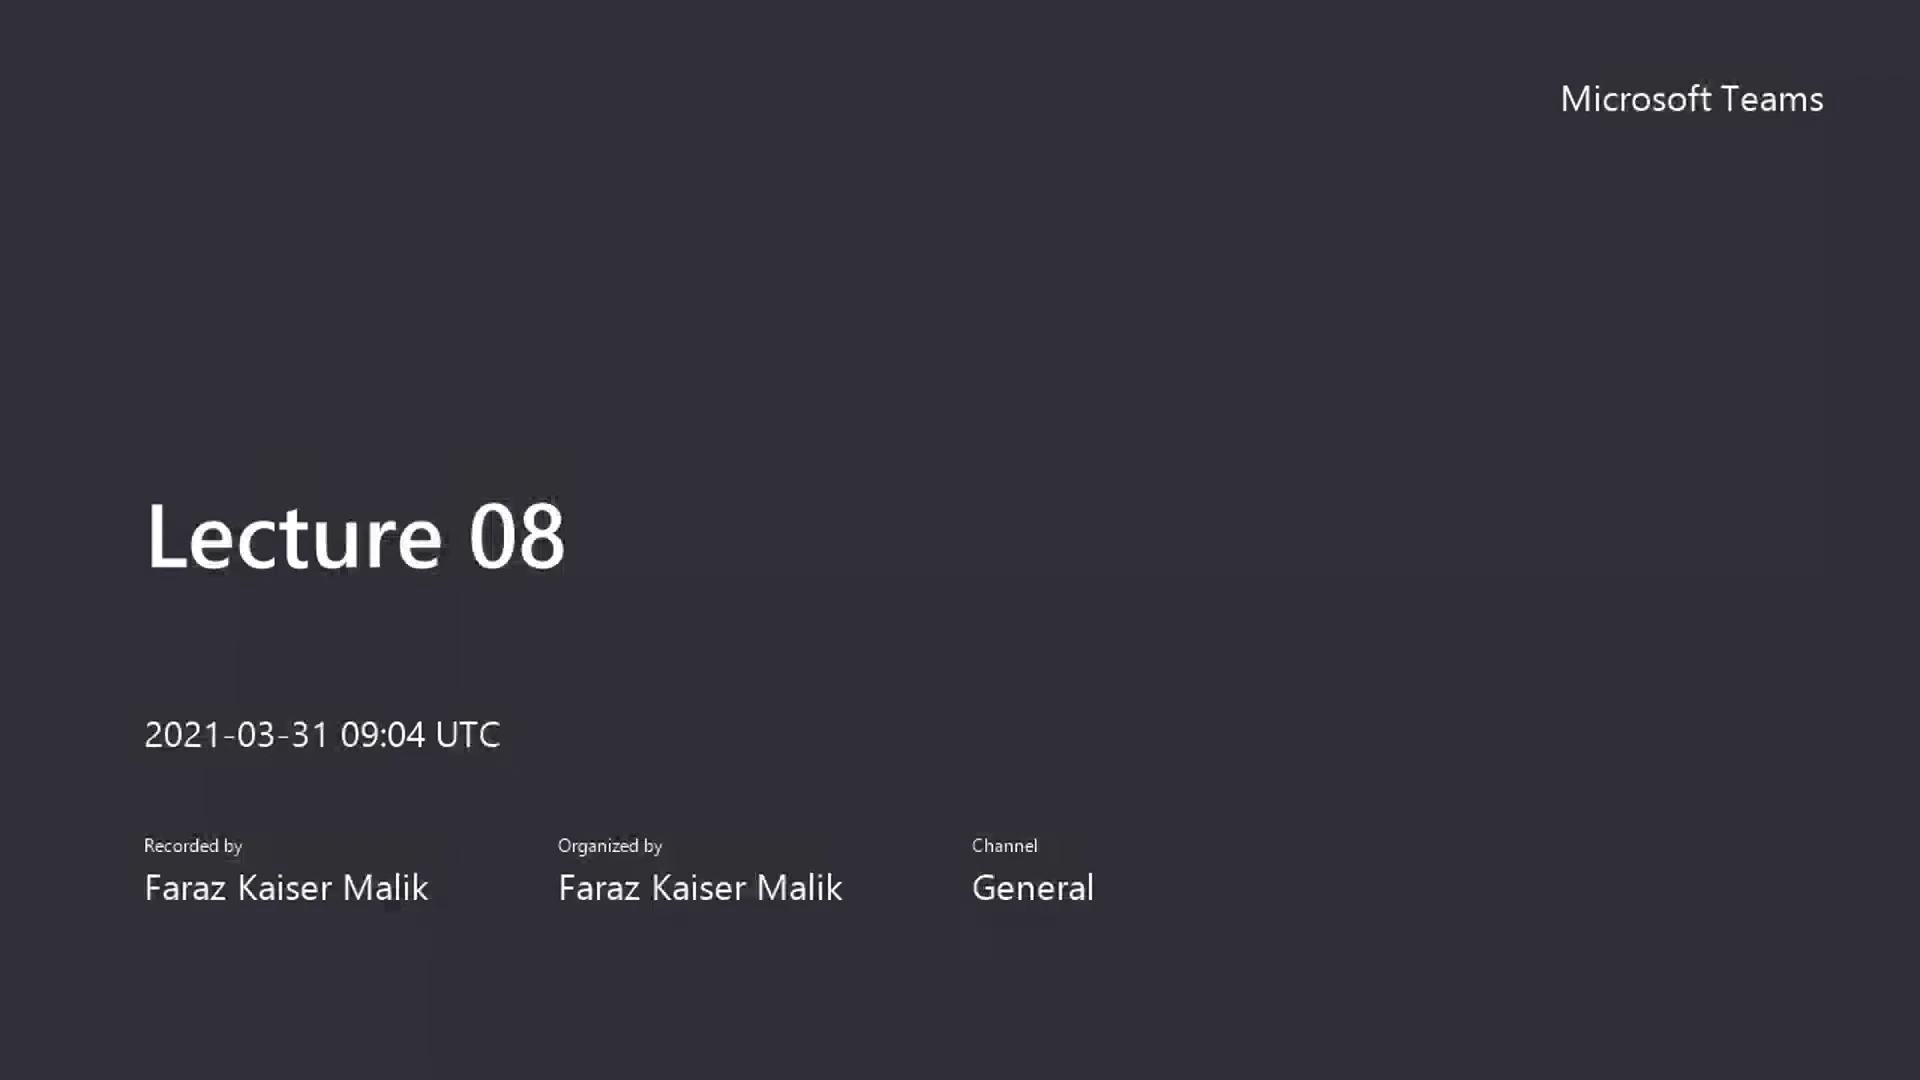 Microsoft Teams
Lecture 08
2021-03-31 09:04 UTC
Recorded by
Faraz Kaiser Malik
Organized by
Faraz Kaiser Malik
Channel
General